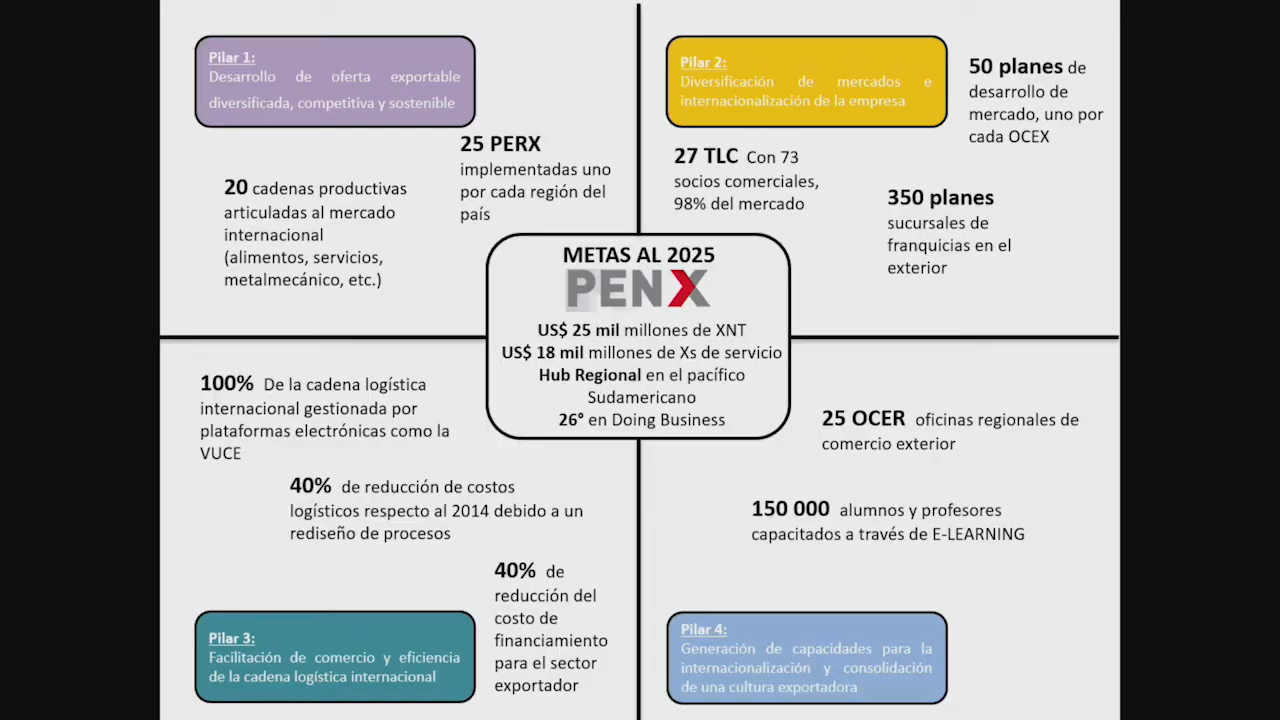 Pilar 1:
Desarrollo de oferta exportable
diversificada, competitiva y sostenible
25 PERX
implementadas uno
por cada región del
país
20 cadenas productivas
articuladas al mercado
internacional
(alimentos, servicios,
metalmecánico, etc.)
Pilar 2:
Diversificación de mercados e
internacionalización de la empresa
50 planes de
desarrollo de
mercado, uno por
cada OCEX
27 TLC Con 73
socios comerciales,
98% del mercado
350 planes
sucursales de
franquicias en el
exterior
METAS AL 2025
PENX
US$ 25 mil millones de XNT
US$ 18 mil millones de Xs de servicio
Hub Regional en el pacífico
Sudamericano
26° en Doing Business
100% De la cadena logística
internacional gestionada por
plataformas electrónicas como la
VUCE
40% de reducción de costos
logísticos respecto al 2014 debido a un
rediseño de procesos
40% de
reducción del
costo de
financiamiento
para el sector
exportador
Pilar 3:
Facilitación de comercio y eficiencia
de la cadena logística internacional
25 OCER oficinas regionales de
comercio exterior
150 000 alumnos y profesores
capacitados a través de E-LEARNING
Pilar 4:
Generación de capacidades para la
internacionalización y consolidación
de una cultura exportadora